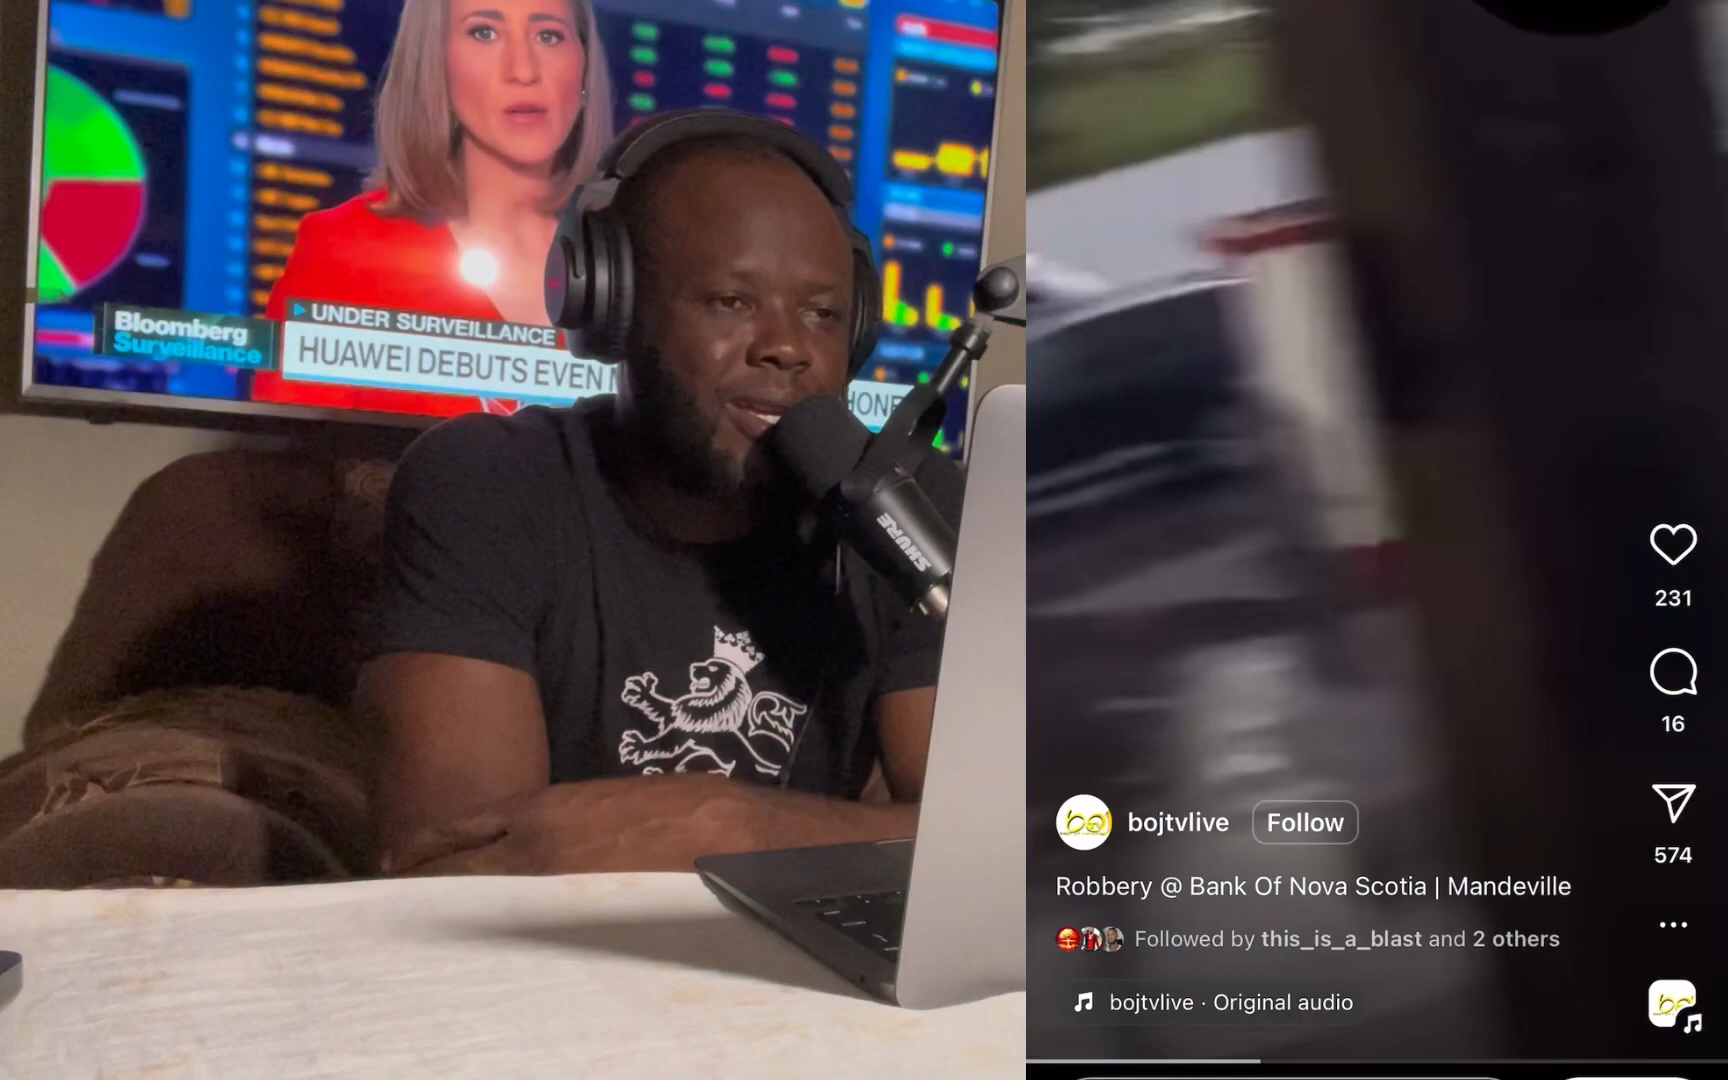 Bloomberg
Surveillance
UNDER SURVEILLANCE
HUAWEI DEBUTS EVEN
SHURE
231
16
574
bojtvlive
Follow
Robbery @ Bank Of Nova Scotia | Mandeville
Followed by this_is_a_blast and 2 others
bojtvlive · Original audio